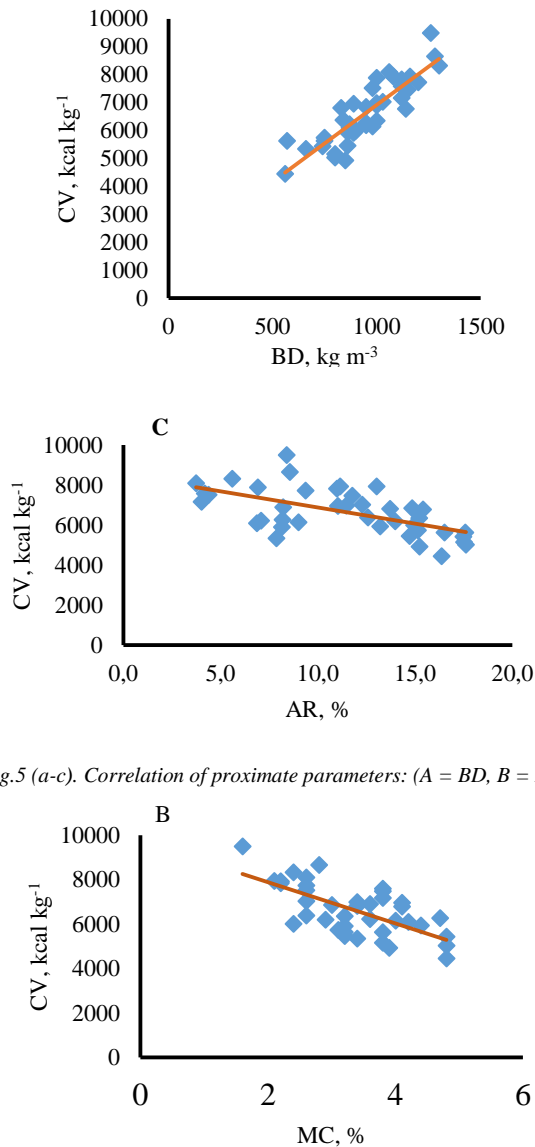 10000
9000
8000
7000
6000
5000
4000
3000
2000
1000
0
CV, kcal kg-1
0 500 1000 1500
BD, kg m-3
C
10000
8000
6000
4000
2000
0
CV, kcal kg-1
0,0 5,0 10,0 15,0 20,0
AR, %
g.5 (a-c). Correlation of proximate parameters: (A = BD, B =
B
10000
8000
6000
4000
2000
0
CV, kcal kg-1
0 2 4 6
MC, %